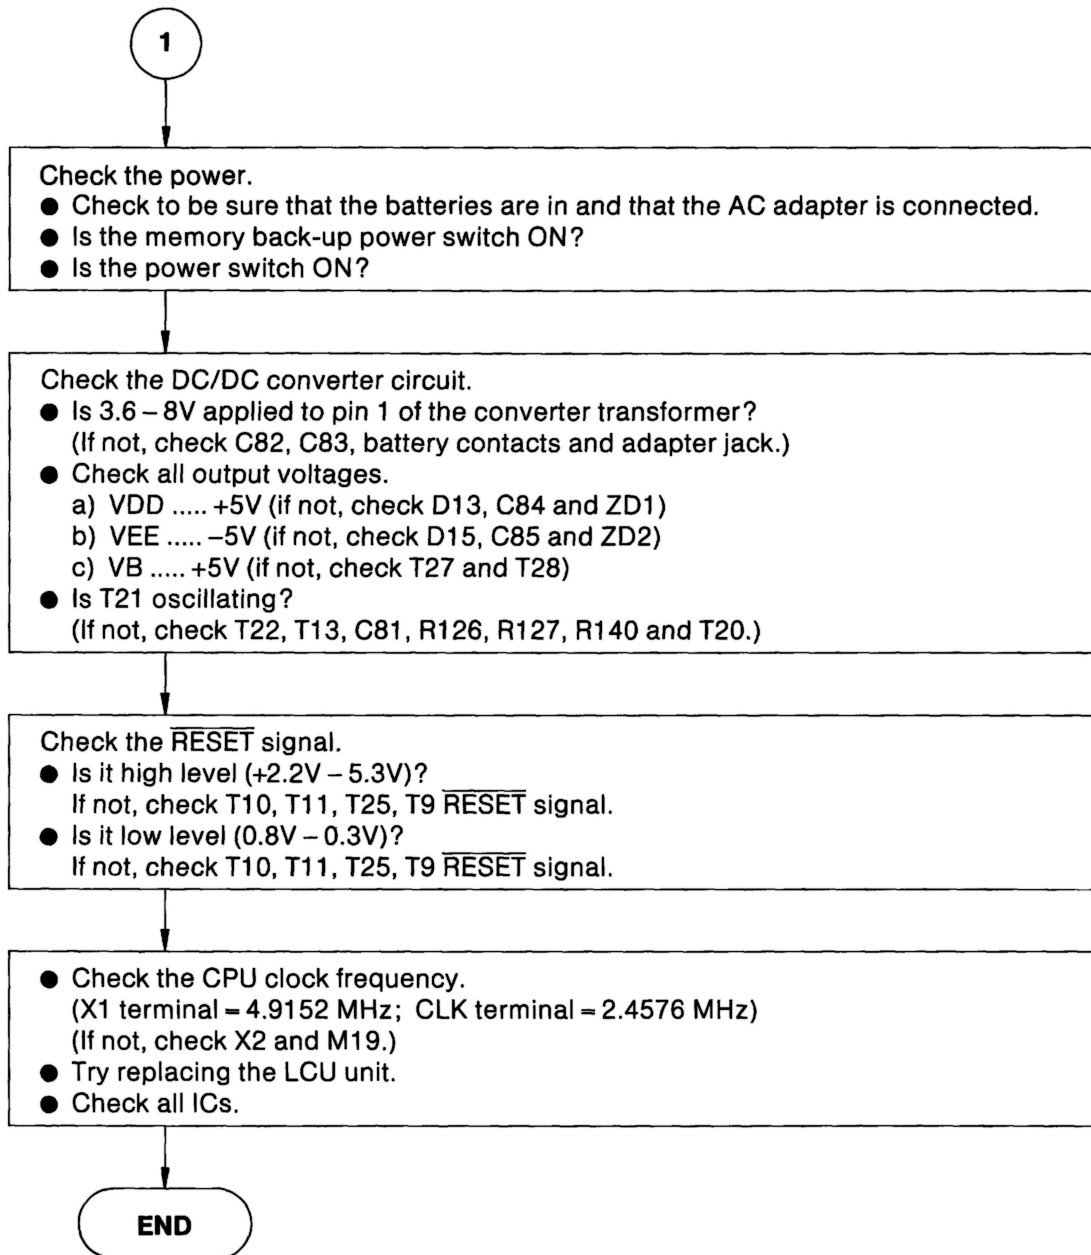 1
Check the power.
● Check to be sure that the batteries are in and that the AC adapter is connected.
● Is the memory back-up power switch ON?
● Is the power switch ON?
Check the DC/DC converter circuit.
● Is 3.6 – 8V applied to pin 1 of the converter transformer?
(If not, check C82, C83, battery contacts and adapter jack.)
● Check all output voltages.
a) VDD ..... +5V (if not, check D13, C84 and ZD1)
b) VEE ..... –5V (if not, check D15, C85 and ZD2)
c) VB ..... +5V (if not, check T27 and T28)
● Is T21 oscillating?
(If not, check T22, T13, C81, R126, R127, R140 and T20.)
Check the R̅E̅S̅E̅T̅ signal.
● Is it high level (+2.2V – 5.3V)?
If not, check T10, T11, T25, T9 R̅E̅S̅E̅T̅ signal.
● Is it low level (0.8V – 0.3V)?
If not, check T10, T11, T25, T9 R̅E̅S̅E̅T̅ signal.
● Check the CPU clock frequency.
(X1 terminal = 4.9152 MHz; CLK terminal = 2.4576 MHz)
(If not, check X2 and M19.)
● Try replacing the LCU unit.
● Check all ICs.
END